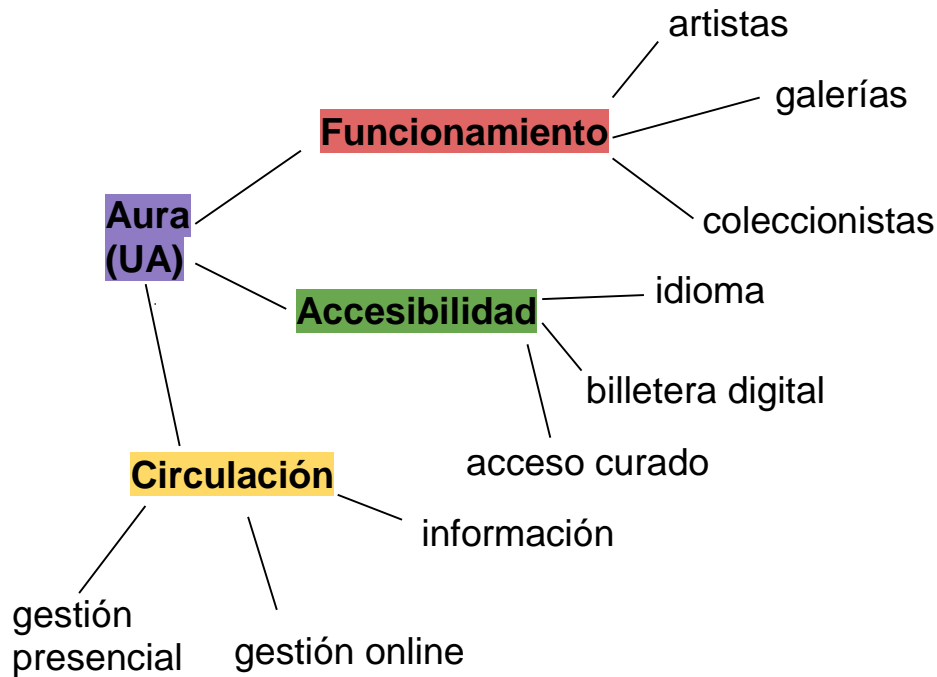 artistas
galerías
Funcionamiento
coleccionistas
Aura
(UA)
idioma
Accesibilidad
billetera digital
acceso curado
Circulación
información
gestión
presencial
gestión online